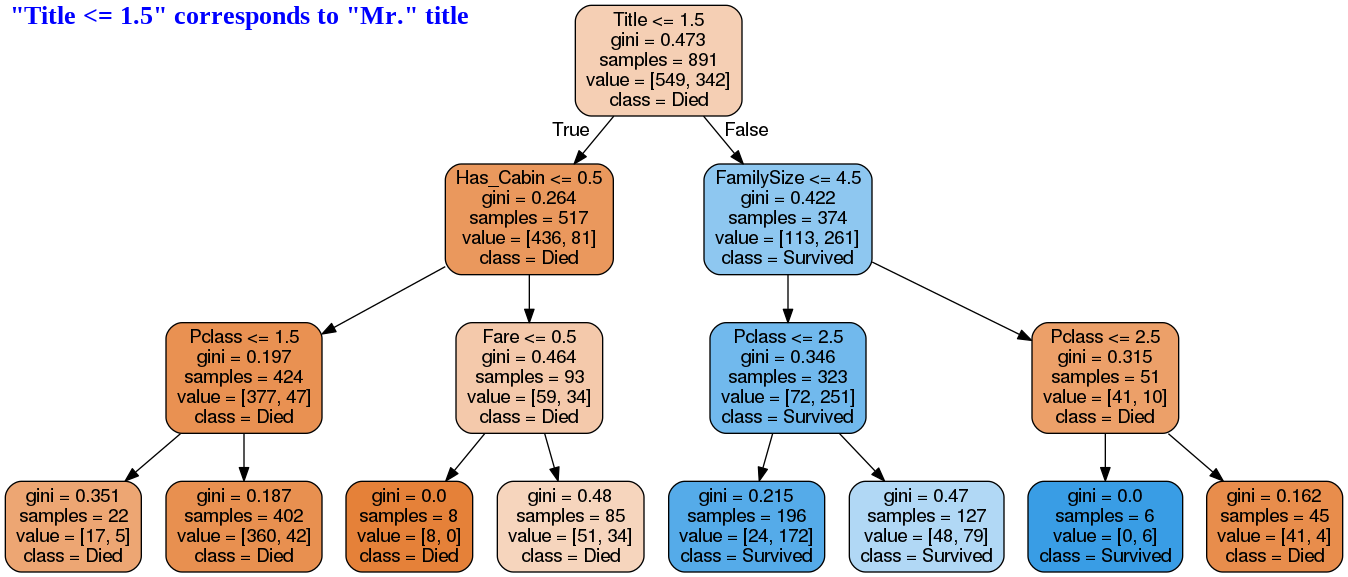 "Title <= 1.5" corresponds to "Mr." title
Title <= 1.5
gini = 0.473
samples = 891
value = [549, 342]
class = Died
True
False
Has_Cabin <= 0.5
gini = 0.264
samples = 517
value = [436, 81]
class = Died
FamilySize <= 4.5
gini = 0.422
samples = 374
value = [113, 261]
class = Survived
Pclass <= 1.5
gini = 0.197
samples = 424
value = [377, 47]
class = Died
Fare <= 0.5
gini = 0.464
samples = 93
value = [59, 34]
class = Died
Pclass <= 2.5
gini = 0.346
samples = 323
value = [72, 251]
class = Survived
Pclass <= 2.5
gini = 0.315
samples = 51
value = [41, 10]
class = Died
gini = 0.351
samples = 22
value = [17, 5]
class = Died
gini = 0.187
samples = 402
value = [360, 42]
class = Died
gini = 0.0
samples = 8
value = [8, 0]
class = Died
gini = 0.48
samples = 85
value = [51, 34]
class = Died
gini = 0.215
samples = 196
value = [24, 172]
class = Survived
gini = 0.47
samples = 127
value = [48, 79]
class = Survived
gini = 0.0
samples = 6
value = [0, 6]
class = Survived
gini = 0.162
samples = 45
value = [41, 4]
class = Died